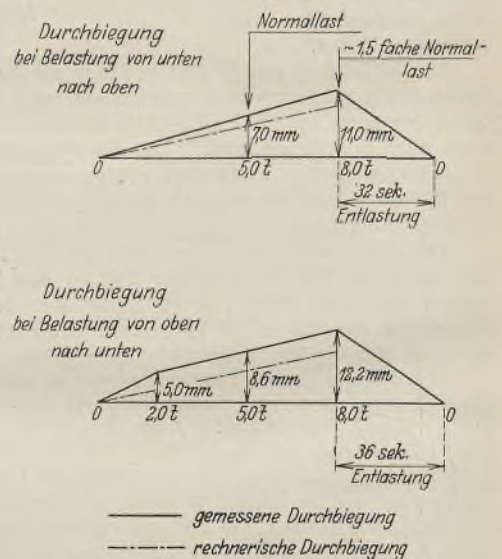 Durchbiegung
bei Belastung von unten
nach oben
Normallast
~1,5 fache Normal-
last
7,0 mm
11,0 mm
0
5,0 t
8,0 t
0
32 sek.
Entlastung
Durchbiegung
bei Belastung von oben
nach unten
5,0 mm
8,6 mm
12,2 mm
0
2,0 t
5,0 t
8,0 t
0
36 sek.
Entlastung
gemessene Durchbiegung
rechnerische Durchbiegung